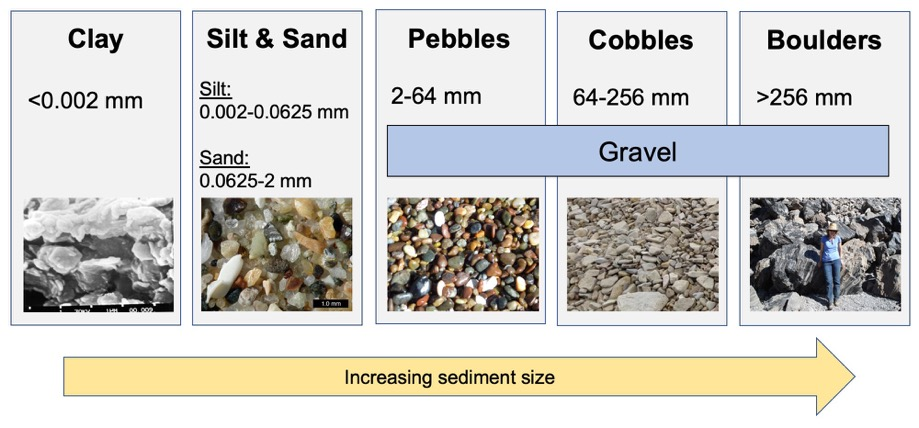 Clay
<0.002 mm
Silt & Sand
Silt:
0.002-0.0625 mm
Sand:
0.0625-2 mm
1.0 mm
Pebbles
2-64 mm
Cobbles
64-256 mm
Boulders
>256 mm
Gravel
Increasing sediment size